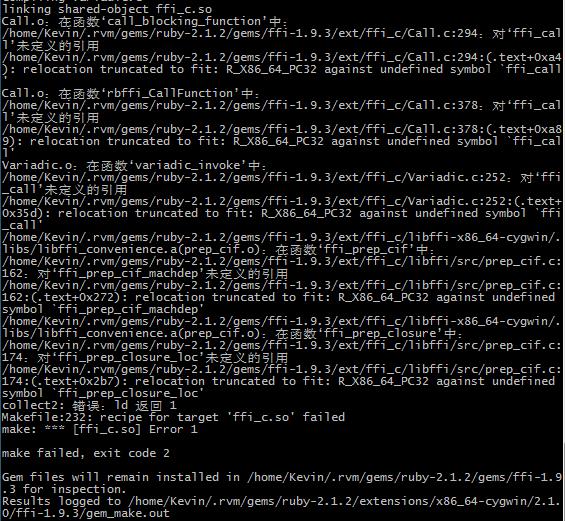 linking shared-object ffi_c.so
Call.o：在函数‘call_blocking_function’中：
/home/Kevin/.rvm/gems/ruby-2.1.2/gems/ffi-1.9.3/ext/ffi_c/Call.c:294：对‘ffi_cal
l’未定义的引用
/home/Kevin/.rvm/gems/ruby-2.1.2/gems/ffi-1.9.3/ext/ffi_c/Call.c:294:(.text+0xa4
): relocation truncated to fit: R_X86_64_PC32 against undefined symbol `ffi_call
'
Call.o：在函数‘rbffi_CallFunction’中：
/home/Kevin/.rvm/gems/ruby-2.1.2/gems/ffi-1.9.3/ext/ffi_c/Call.c:378：对‘ffi_cal
l’未定义的引用
/home/Kevin/.rvm/gems/ruby-2.1.2/gems/ffi-1.9.3/ext/ffi_c/Call.c:378:(.text+0xa8
9): relocation truncated to fit: R_X86_64_PC32 against undefined symbol `ffi_cal
l'
Variadic.o：在函数‘variadic_invoke’中：
/home/Kevin/.rvm/gems/ruby-2.1.2/gems/ffi-1.9.3/ext/ffi_c/Variadic.c:252：对‘ffi
_call’未定义的引用
/home/Kevin/.rvm/gems/ruby-2.1.2/gems/ffi-1.9.3/ext/ffi_c/Variadic.c:252:(.text+
0x35d): relocation truncated to fit: R_X86_64_PC32 against undefined symbol `ffi
_call'
/home/Kevin/.rvm/gems/ruby-2.1.2/gems/ffi-1.9.3/ext/ffi_c/libffi-x86_64-cygwin/.
libs/libffi_convenience.a(prep_cif.o)：在函数‘ffi_prep_cif’中：
/home/Kevin/.rvm/gems/ruby-2.1.2/gems/ffi-1.9.3/ext/ffi_c/libffi/src/prep_cif.c:
162：对‘ffi_prep_cif_machdep’未定义的引用
/home/Kevin/.rvm/gems/ruby-2.1.2/gems/ffi-1.9.3/ext/ffi_c/libffi/src/prep_cif.c:
162:(.text+0x272): relocation truncated to fit: R_X86_64_PC32 against undefined
symbol `ffi_prep_cif_machdep'
/home/Kevin/.rvm/gems/ruby-2.1.2/gems/ffi-1.9.3/ext/ffi_c/libffi-x86_64-cygwin/.
libs/libffi_convenience.a(prep_cif.o)：在函数‘ffi_prep_closure’中：
/home/Kevin/.rvm/gems/ruby-2.1.2/gems/ffi-1.9.3/ext/ffi_c/libffi/src/prep_cif.c:
174：对‘ffi_prep_closure_loc’未定义的引用
/home/Kevin/.rvm/gems/ruby-2.1.2/gems/ffi-1.9.3/ext/ffi_c/libffi/src/prep_cif.c:
174:(.text+0x2b7): relocation truncated to fit: R_X86_64_PC32 against undefined
symbol `ffi_prep_closure_loc'
collect2: 错误：ld 返回 1
Makefile:232: recipe for target 'ffi_c.so' failed
make: *** [ffi_c.so] Error 1
make failed, exit code 2
Gem files will remain installed in /home/Kevin/.rvm/gems/ruby-2.1.2/gems/ffi-1.9
.3 for inspection.
Results logged to /home/Kevin/.rvm/gems/ruby-2.1.2/extensions/x86_64-cygwin/2.1.
0/ffi-1.9.3/gem_make.out